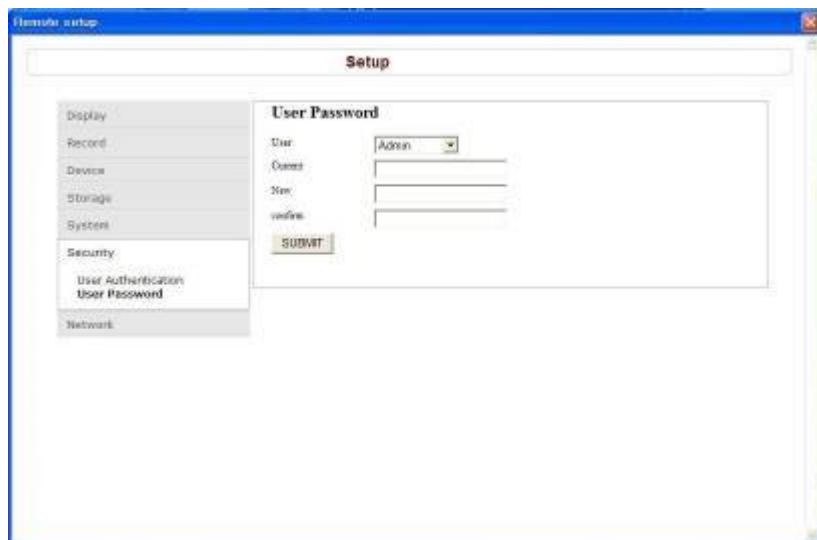 Remote setup
Setup
Display
Record
Device
Storage
System
Security
User Authentication
User Password
Network
User Password
User
Admin
Current
New
confirm
SUBMIT